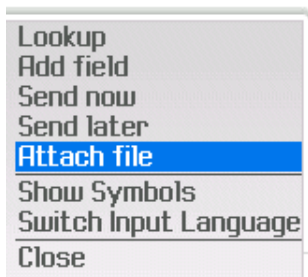 Lookup
Add field
Send now
Send later
Attach file
Show Symbols
Switch Input Language
Close